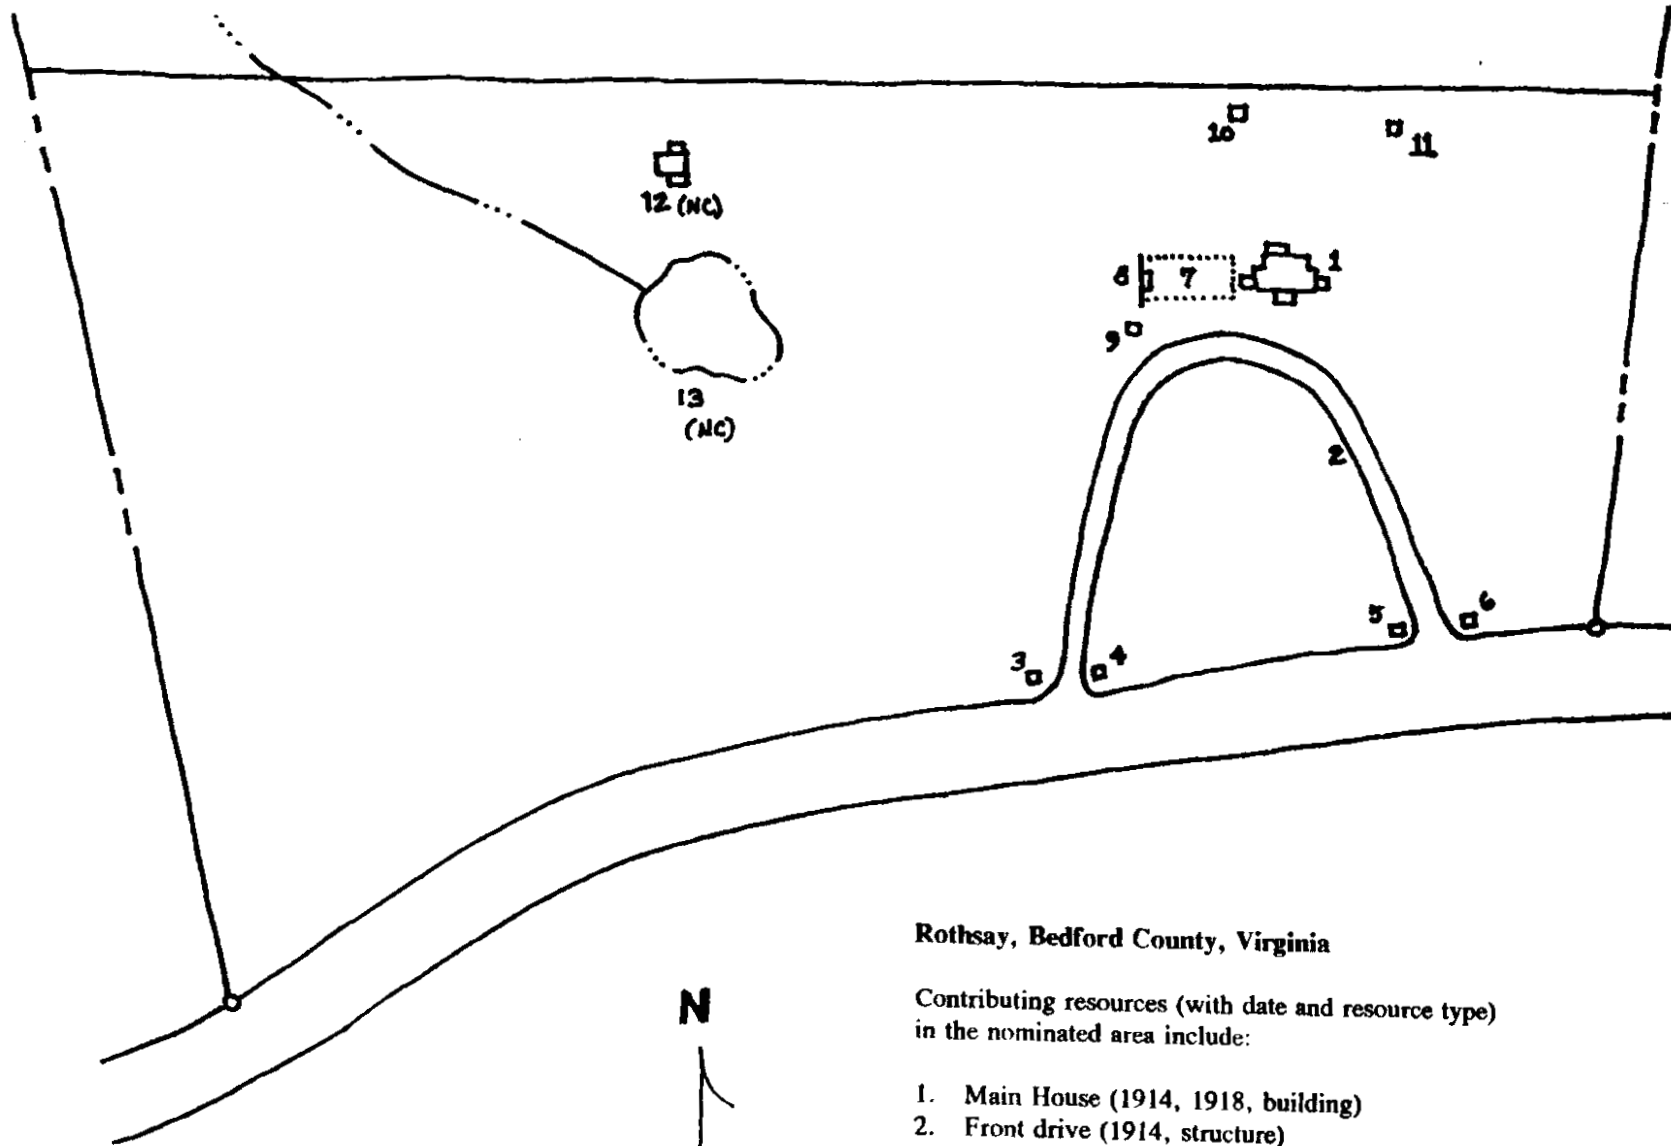 10
11
12 (NC)
1
8
7
9
13
(NC)
2
5
6
3
4
Rothsay, Bedford County, Virginia
N
Contributing resources (with date and resource type)
in the nominated area include:
1. Main House (1914, 1918, building)
2. Front drive (1914, structure)